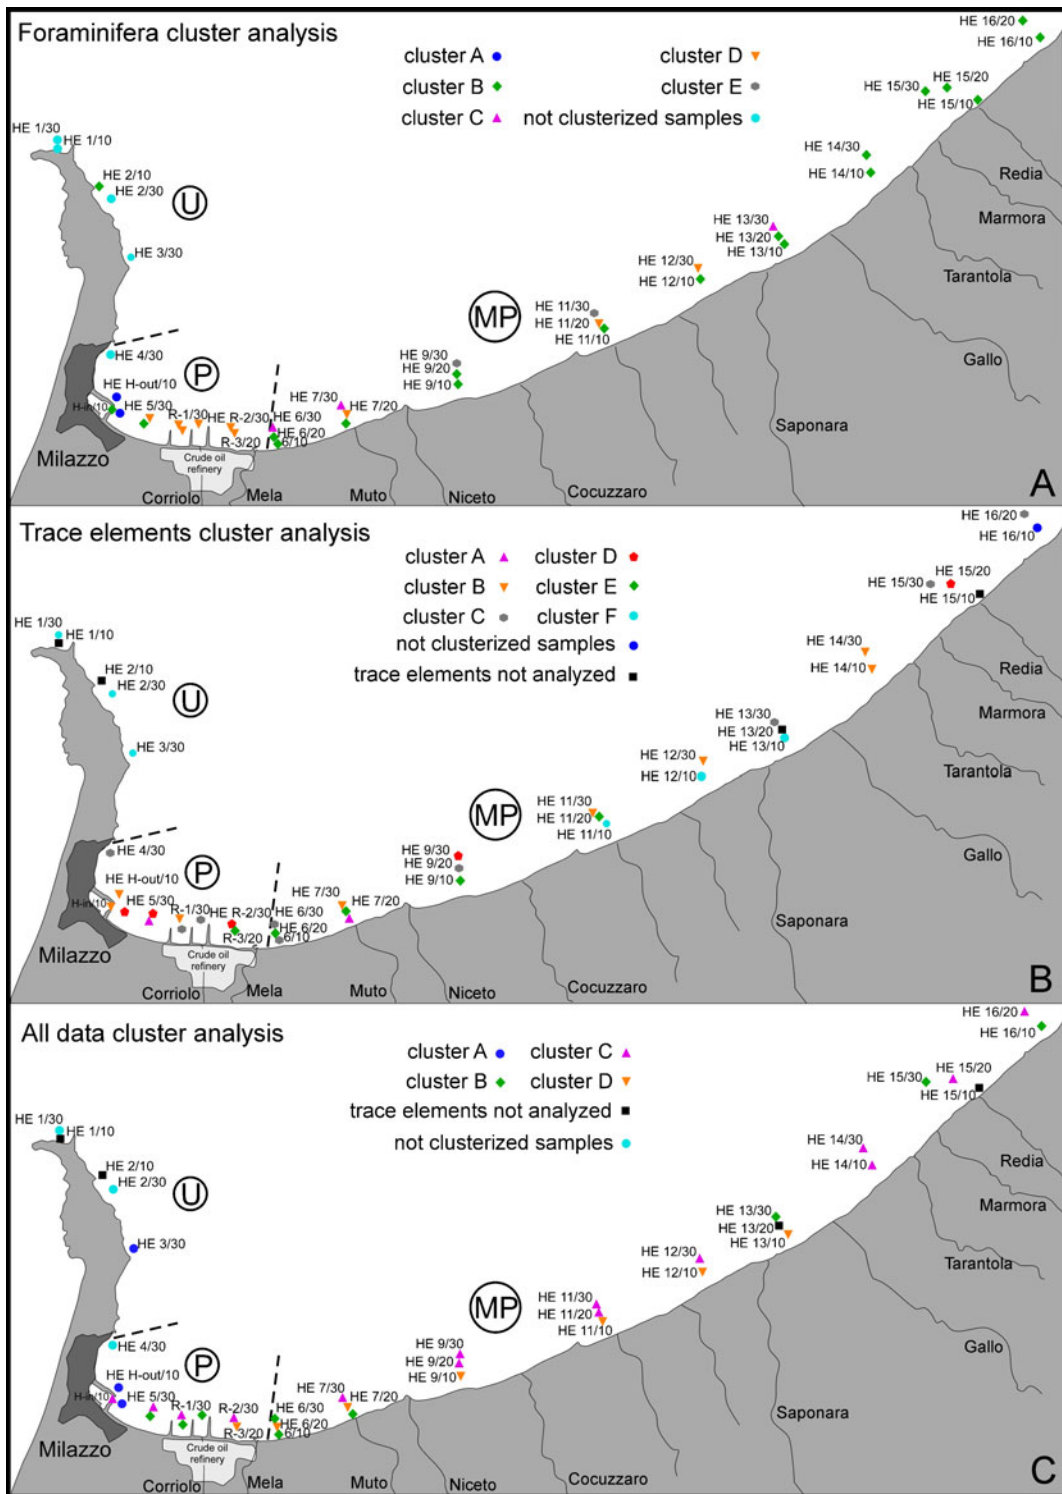 Foraminifera cluster analysis
cluster A
cluster B
cluster C
cluster D
cluster E
not clusterized samples
HE 16/20
HE 16/10
HE 15/20
HE 15/30
HE 15/10
HE 14/30
HE 14/10
HE 13/30
HE 13/20
HE 13/10
HE 12/30
HE 12/10
HE 11/30
HE 11/20
HE 11/10
HE 9/30
HE 9/20
HE 9/10
HE 7/30
HE 7/20
HE 6/30
HE 6/20
6/10
HE R-2/30
R-3/20
R-1/30
HE 5/30
HE H-out/10
H-in/10
HE 4/30
HE 3/30
HE 2/30
HE 2/10
HE 1/10
HE 1/30
U
P
MP
Redia
Marmora
Tarantola
Gallo
Saponara
Cocuzzaro
Niceto
Muto
Mela
Corriolo
Crude oil
refinery
Milazzo
A
Trace elements cluster analysis
cluster A
cluster B
cluster C
cluster D
cluster E
cluster F
not clusterized samples
trace elements not analyzed
HE 16/20
HE 16/10
HE 15/20
HE 15/30
HE 15/10
HE 14/30
HE 14/10
HE 13/30
HE 13/20
HE 13/10
HE 12/30
HE 12/10
HE 11/30
HE 11/20
HE 11/10
HE 9/30
HE 9/20
HE 9/10
HE 7/30
HE 7/20
HE 6/30
HE 6/20
6/10
HE R-2/30
R-3/20
R-1/30
HE 5/30
HE H-out/10
H-in/10
HE 4/30
HE 3/30
HE 2/30
HE 2/10
HE 1/10
HE 1/30
U
P
MP
Redia
Marmora
Tarantola
Gallo
Saponara
Cocuzzaro
Niceto
Muto
Mela
Corriolo
Crude oil
refinery
Milazzo
B
All data cluster analysis
cluster A
cluster B
cluster C
cluster D
trace elements not analyzed
not clusterized samples
HE 16/20
HE 16/10
HE 15/20
HE 15/30
HE 15/10
HE 14/30
HE 14/10
HE 13/30
HE 13/20
HE 13/10
HE 12/30
HE 12/10
HE 11/30
HE 11/20
HE 11/10
HE 9/30
HE 9/20
HE 9/10
HE 7/30
HE 7/20
HE 6/30
HE 6/20
6/10
R-2/30
R-3/20
R-1/30
HE 5/30
HE H-out/10
H-in/10
HE 4/30
HE 3/30
HE 2/30
HE 2/10
HE 1/10
HE 1/30
U
P
MP
Redia
Marmora
Tarantola
Gallo
Saponara
Cocuzzaro
Niceto
Muto
Mela
Corriolo
Crude oil
refinery
Milazzo
C